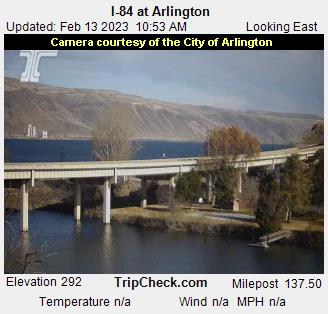 I-84 at Arlington
Updated: Feb 13 2023 10:53 AM Looking East
Camera courtesy of the City of Arlington
Elevation 292 TripCheck.com Milepost 137.50
Temperature n/a Wind n/a MPH n/a